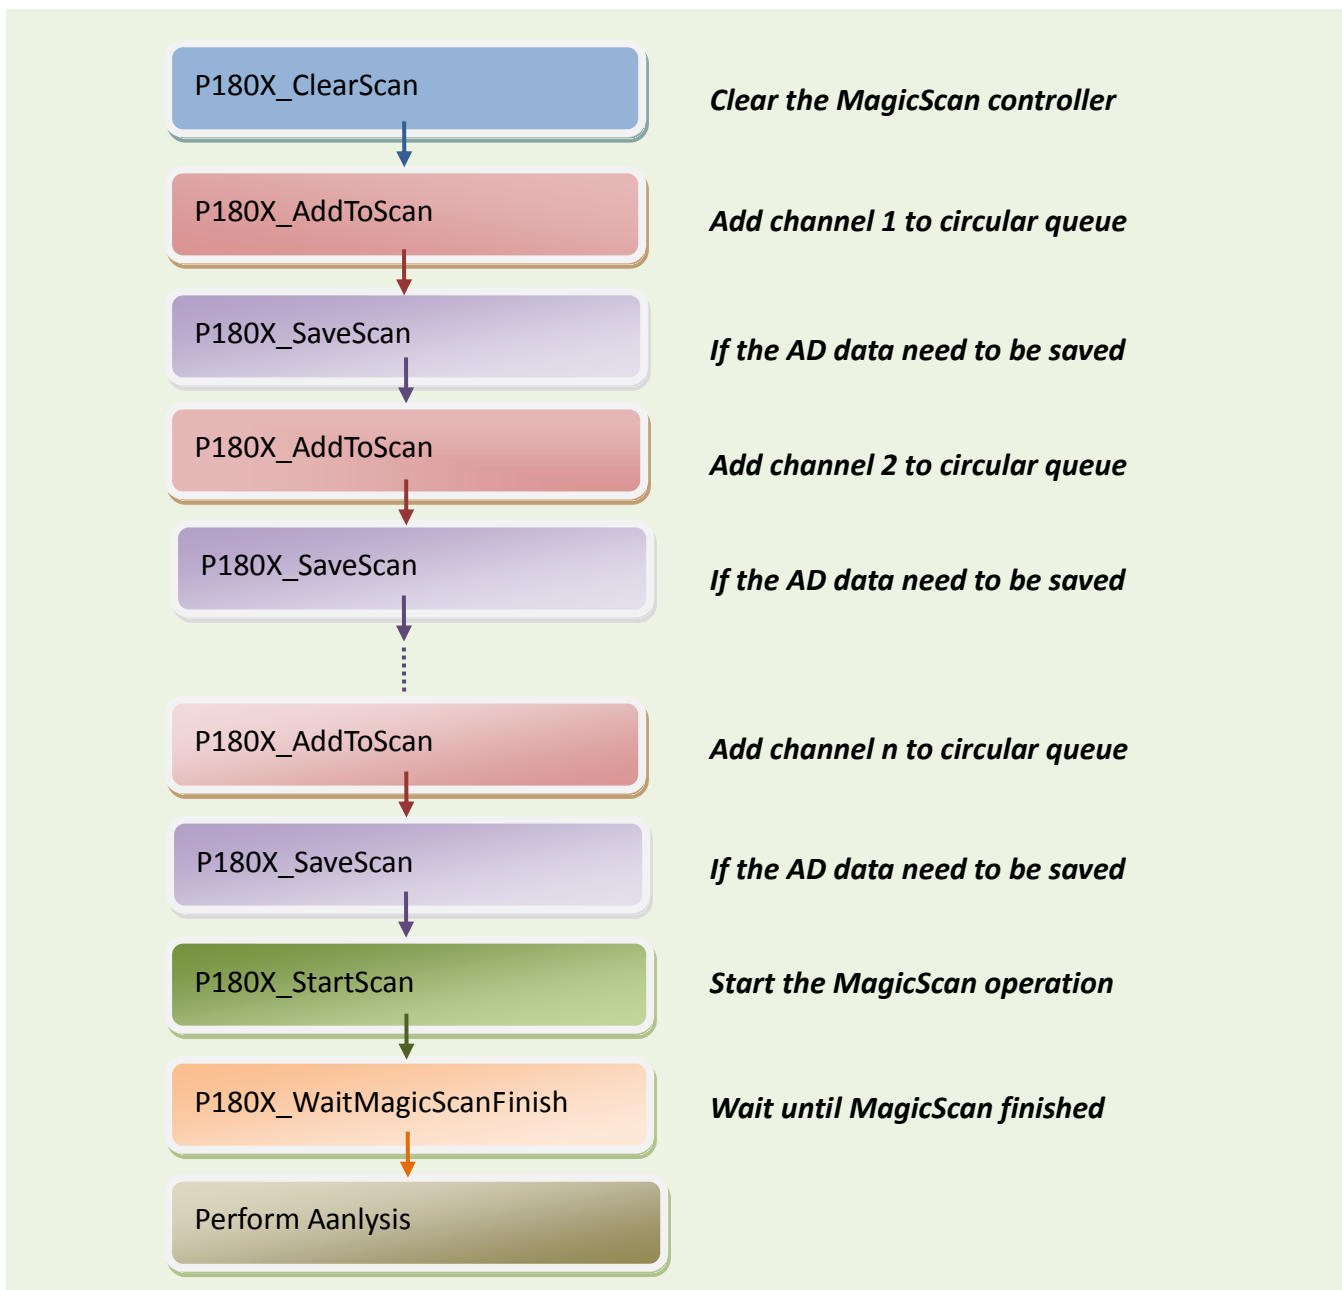 P180X_ClearScan
Clear the MagicScan controller
P180X_AddToScan
Add channel 1 to circular queue
P180X_SaveScan
If the AD data need to be saved
P180X_AddToScan
Add channel 2 to circular queue
P180X_SaveScan
If the AD data need to be saved
P180X_AddToScan
Add channel n to circular queue
P180X_SaveScan
If the AD data need to be saved
P180X_StartScan
Start the MagicScan operation
P180X_WaitMagicScanFinish
Wait until MagicScan finished
Perform Aanlysis